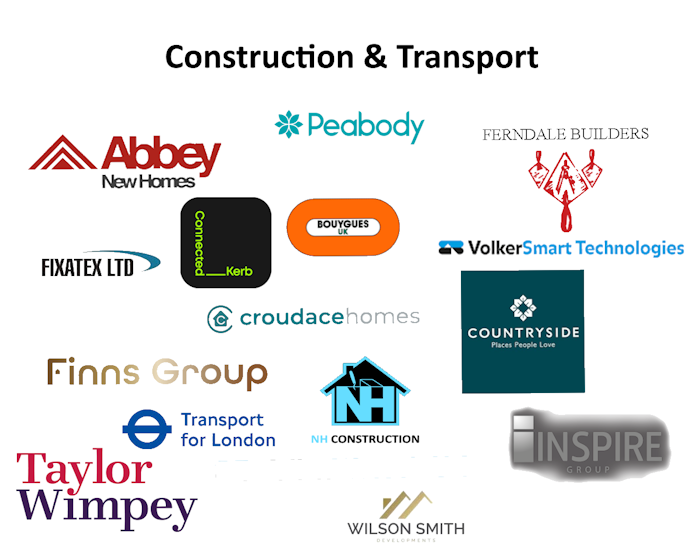 Construction & Transport
Peabody
Abbey
New Homes
FERNDALE BUILDERS
Connected
Kerb
BOUYGUES
UK
VolkerSmart Technologies
FIXATEX LTD
croudacehomes
COUNTRYSIDE
Places People Love
Finns Group
NH
NH CONSTRUCTION
Transport
for London
INSPIRE
GROUP
Taylor
Wimpey
WILSON SMITH
DEVELOPMENTS